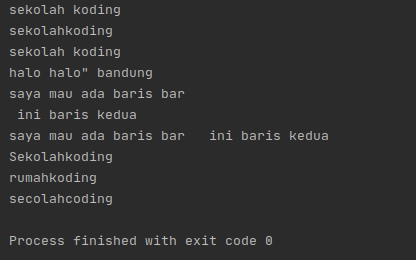 sekolah koding
sekolahkoding
sekolah koding
halo halo" bandung
saya mau ada baris bar
 ini baris kedua
saya mau ada baris bar   ini baris kedua
Sekolahkoding
rumahkoding
secolahcoding
Process finished with exit code 0